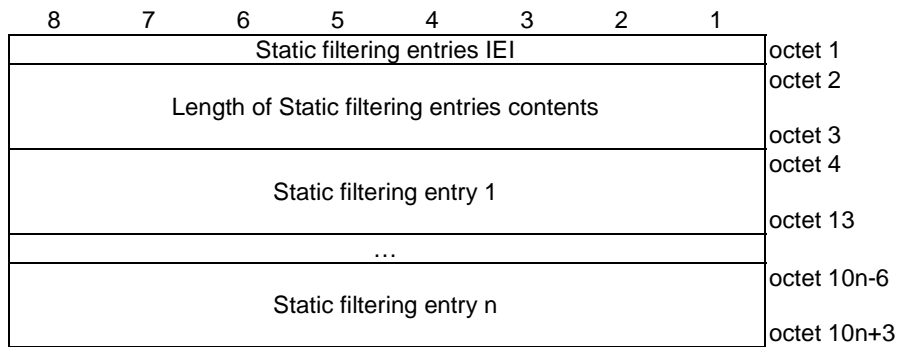 8 7 6 5 4 3 2 1
Static filtering entries IEI octet 1
octet 2
Length of Static filtering entries contents
octet 3
octet 4
Static filtering entry 1
octet 13
…
octet 10n-6
Static filtering entry n
octet 10n+3